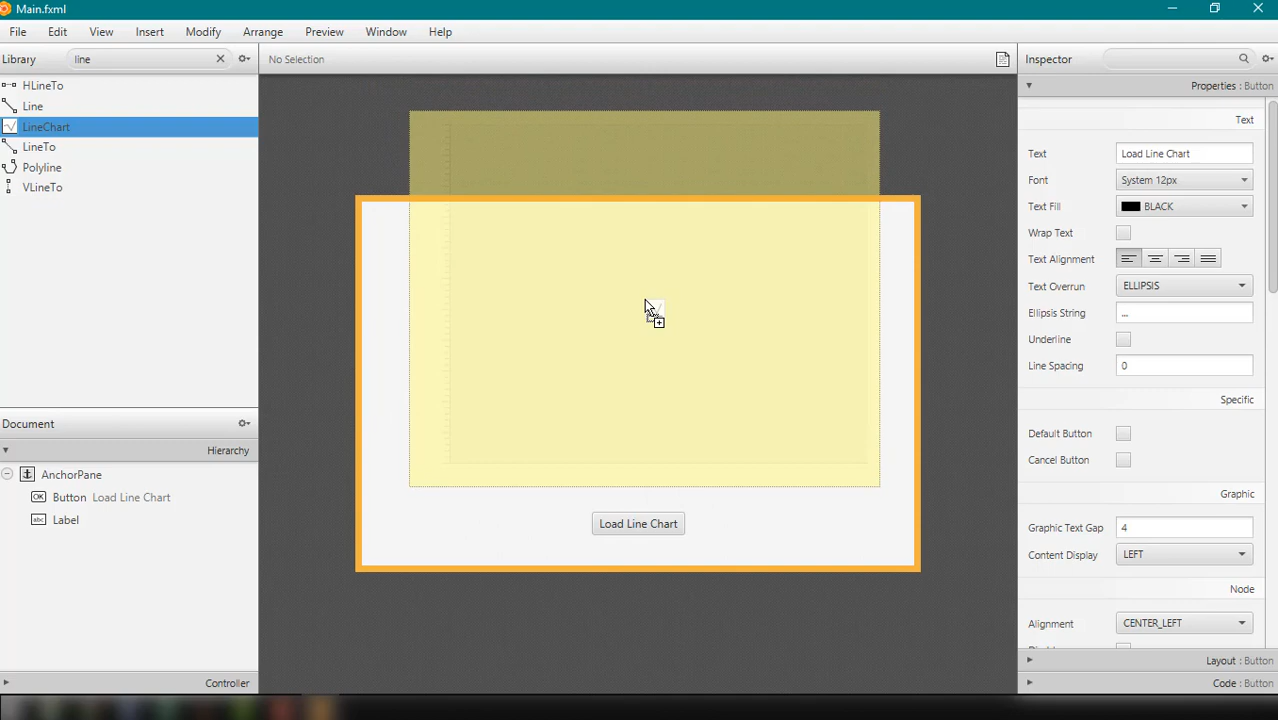 Main.fxml
File Edit View Insert Modify Arrange Preview Window Help
Library line
No Selection
Inspector
HLineTo
Line
LineChart
LineTo
Polyline
VLineTo
Document
Hierarchy
AnchorPane
Button Load Line Chart
Label
Controller
Load Line Chart
Properties : Button
Text
Text Load Line Chart
Font System 12px
Text Fill BLACK
Wrap Text
Text Alignment
Text Overrun ELLIPSIS
Ellipsis String ...
Underline
Line Spacing 0
Specific
Default Button
Cancel Button
Graphic
Graphic Text Gap 4
Content Display LEFT
Node
Alignment CENTER_LEFT
Layout : Button
Code : Button